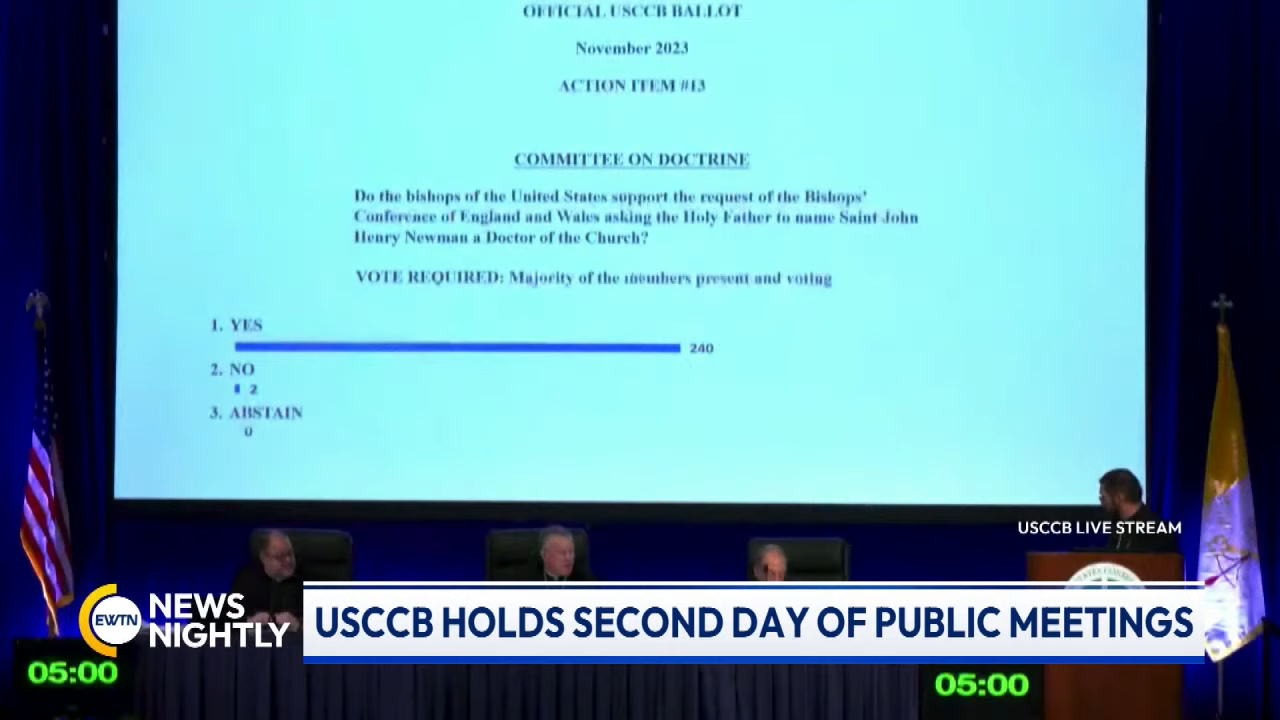 OFFICIAL USCCB BALLOT
November 2023
ACTION ITEM #13
COMMITTEE ON DOCTRINE
Do the bishops of the United States support the request of the Bishops'
Conference of England and Wales asking the Holy Father to name Saint John
Henry Newman a Doctor of the Church?
VOTE REQUIRED: Majority of the members present and voting
1. YES
240
2. NO
2
3. ABSTAIN
0
USCCB LIVE STREAM
EWTN
NEWS
NIGHTLY
USCCB HOLDS SECOND DAY OF PUBLIC MEETINGS
05:00
05:00